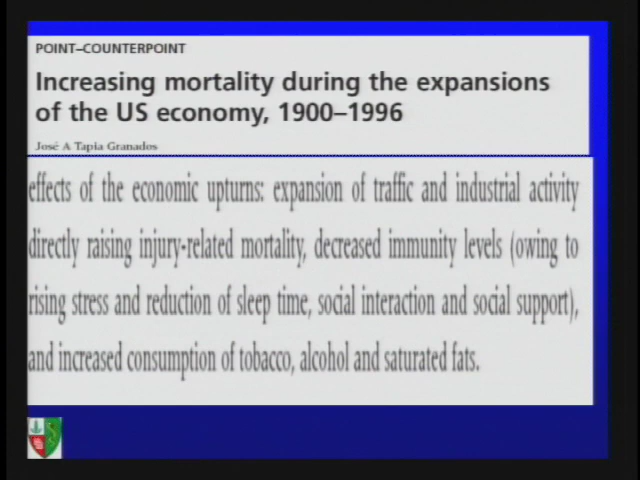 POINT–COUNTERPOINT
Increasing mortality during the expansions
of the US economy, 1900–1996
José A Tapia Granados
effects of the economic upturns: expansion of traffic and industrial activity
directly raising injury-related mortality, decreased immunity levels (owing to
rising stress and reduction of sleep time, social interaction and social support),
and increased consumption of tobacco, alcohol and saturated fats.